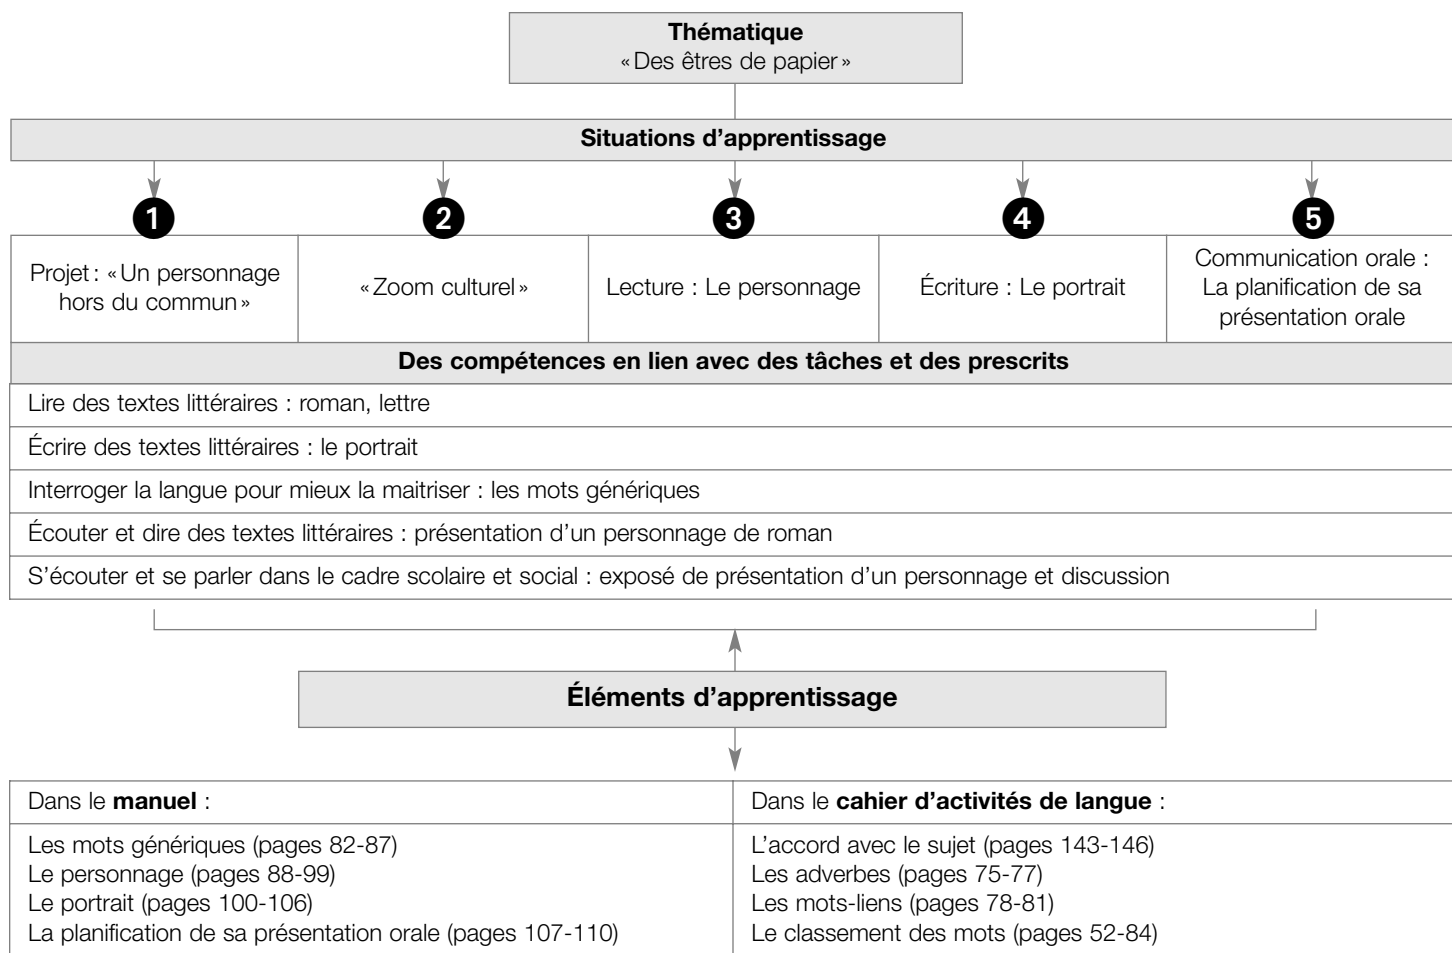 Thématique
«Des êtres de papier»
Situations d’apprentissage
1
2
3
4
5
Projet : «Un personnage
hors du commun»
«Zoom culturel»
Lecture : Le personnage
Écriture : Le portrait
Communication orale :
La planification de sa
présentation orale
Des compétences en lien avec des tâches et des prescrits
Lire des textes littéraires : roman, lettre
Écrire des textes littéraires : le portrait
Interroger la langue pour mieux la maitriser : les mots génériques
Écouter et dire des textes littéraires : présentation d’un personnage de roman
S’écouter et se parler dans le cadre scolaire et social : exposé de présentation d’un personnage et discussion
Éléments d’apprentissage
Dans le manuel :
Les mots génériques (pages 82-87)
Le personnage (pages 88-99)
Le portrait (pages 100-106)
La planification de sa présentation orale (pages 107-110)
Dans le cahier d’activités de langue :
L’accord avec le sujet (pages 143-146)
Les adverbes (pages 75-77)
Les mots-liens (pages 78-81)
Le classement des mots (pages 52-84)